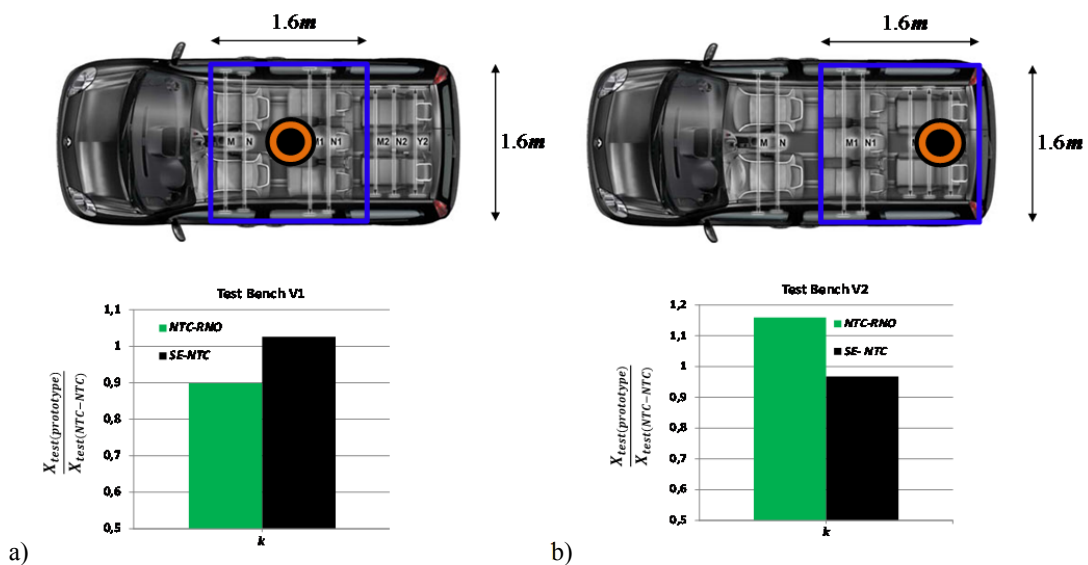 1.6m
1.6m
M N M1 N1 M2 N2 Y2
1.6m
1.6m
M N M1 N1
Test Bench V1
NTC-RNO
SE-NTC
1,1
1
0,9
0,8
0,7
0,6
0,5
X_test(prototype)
X_test(NTC-NTC)
k
a)
Test Bench V2
NTC-RNO
SE- NTC
1,2
1,1
1
0,9
0,8
0,7
0,6
0,5
X_test(prototype)
X_test(NTC-NTC)
k
b)